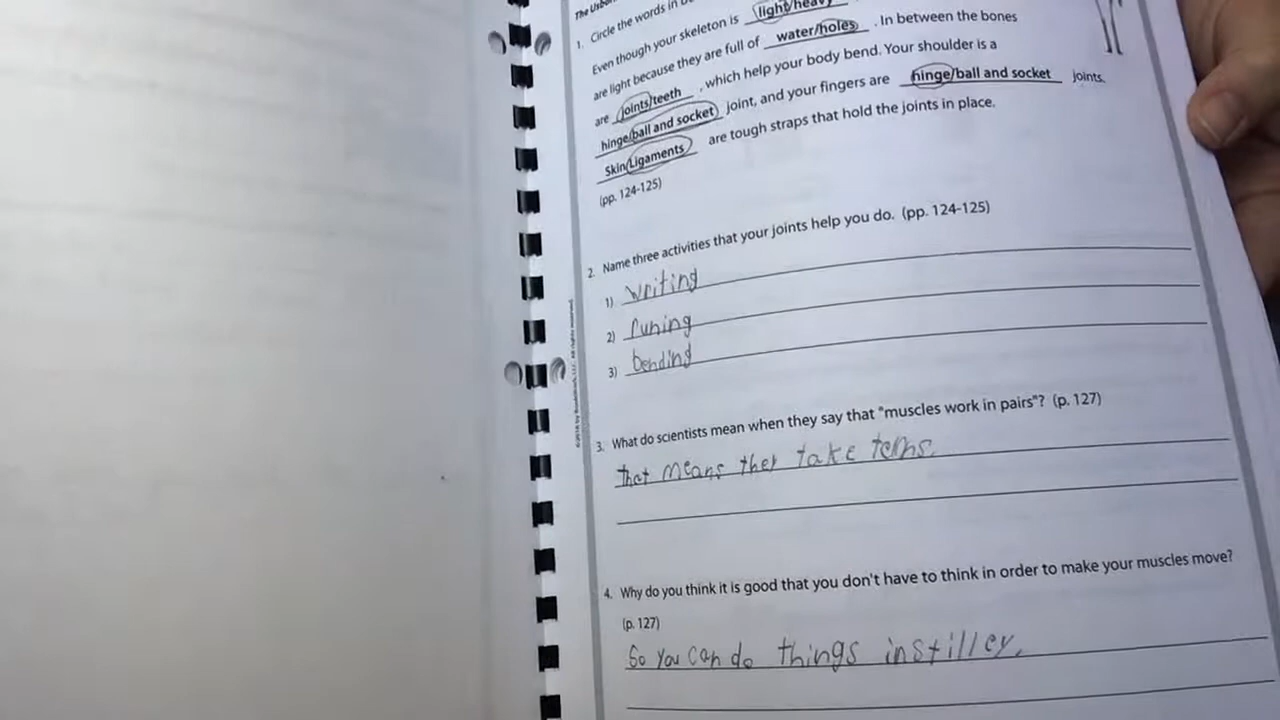 The Usbor
1. Circle the words in
Even though your skeleton is light/heavy
are light because they are full of water/holes . In between the bones
are joints/teeth , which help your body bend. Your shoulder is a
hinge/ball and socket joint, and your fingers are hinge/ball and socket joints.
Skin/Ligaments are tough straps that hold the joints in place.
(pp. 124-125)
2. Name three activities that your joints help you do. (pp. 124-125)
1) writing
2) runing
3) bending
3. What do scientists mean when they say that "muscles work in pairs"? (p. 127)
that means they take terns.
4. Why do you think it is good that you don't have to think in order to make your muscles move?
(p. 127)
So you can do things instilley.